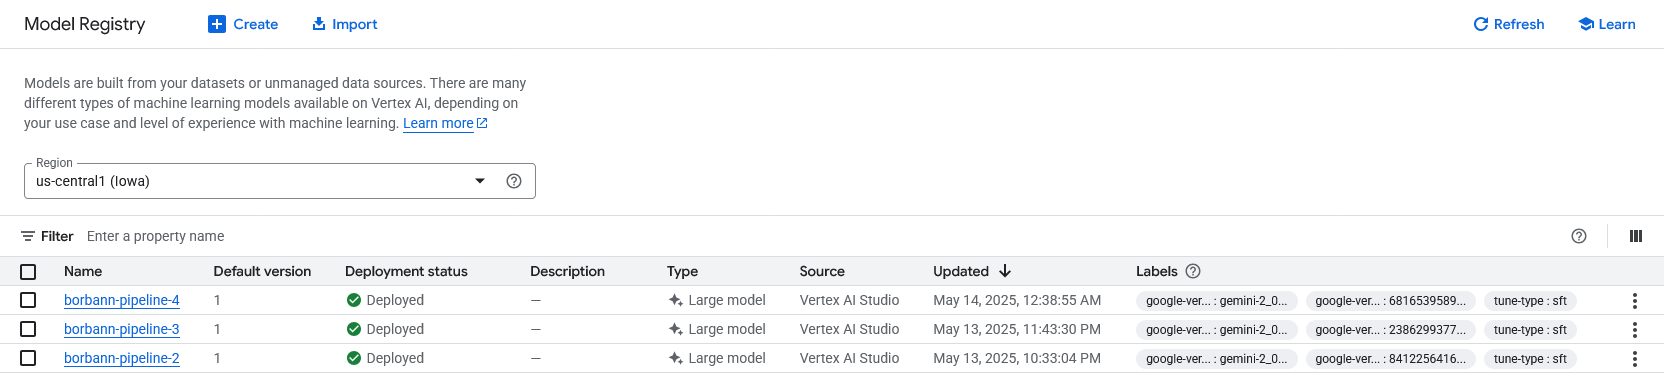 Model Registry Create Import Refresh Learn
Models are built from your datasets or unmanaged data sources. There are many
different types of machine learning models available on Vertex AI, depending on
your use case and level of experience with machine learning. Learn more
Region
us-central1 (Iowa)
Filter Enter a property name
Name Default version Deployment status Description Type Source Updated Labels
borbann-pipeline-4 1 Deployed — Large model Vertex AI Studio May 14, 2025, 12:38:55 AM google-ver... : gemini-2_0... google-ver... : 6816539589... tune-type : sft
borbann-pipeline-3 1 Deployed — Large model Vertex AI Studio May 13, 2025, 11:43:30 PM google-ver... : gemini-2_0... google-ver... : 2386299377... tune-type : sft
borbann-pipeline-2 1 Deployed — Large model Vertex AI Studio May 13, 2025, 10:33:04 PM google-ver... : gemini-2_0... google-ver... : 8412256416... tune-type : sft